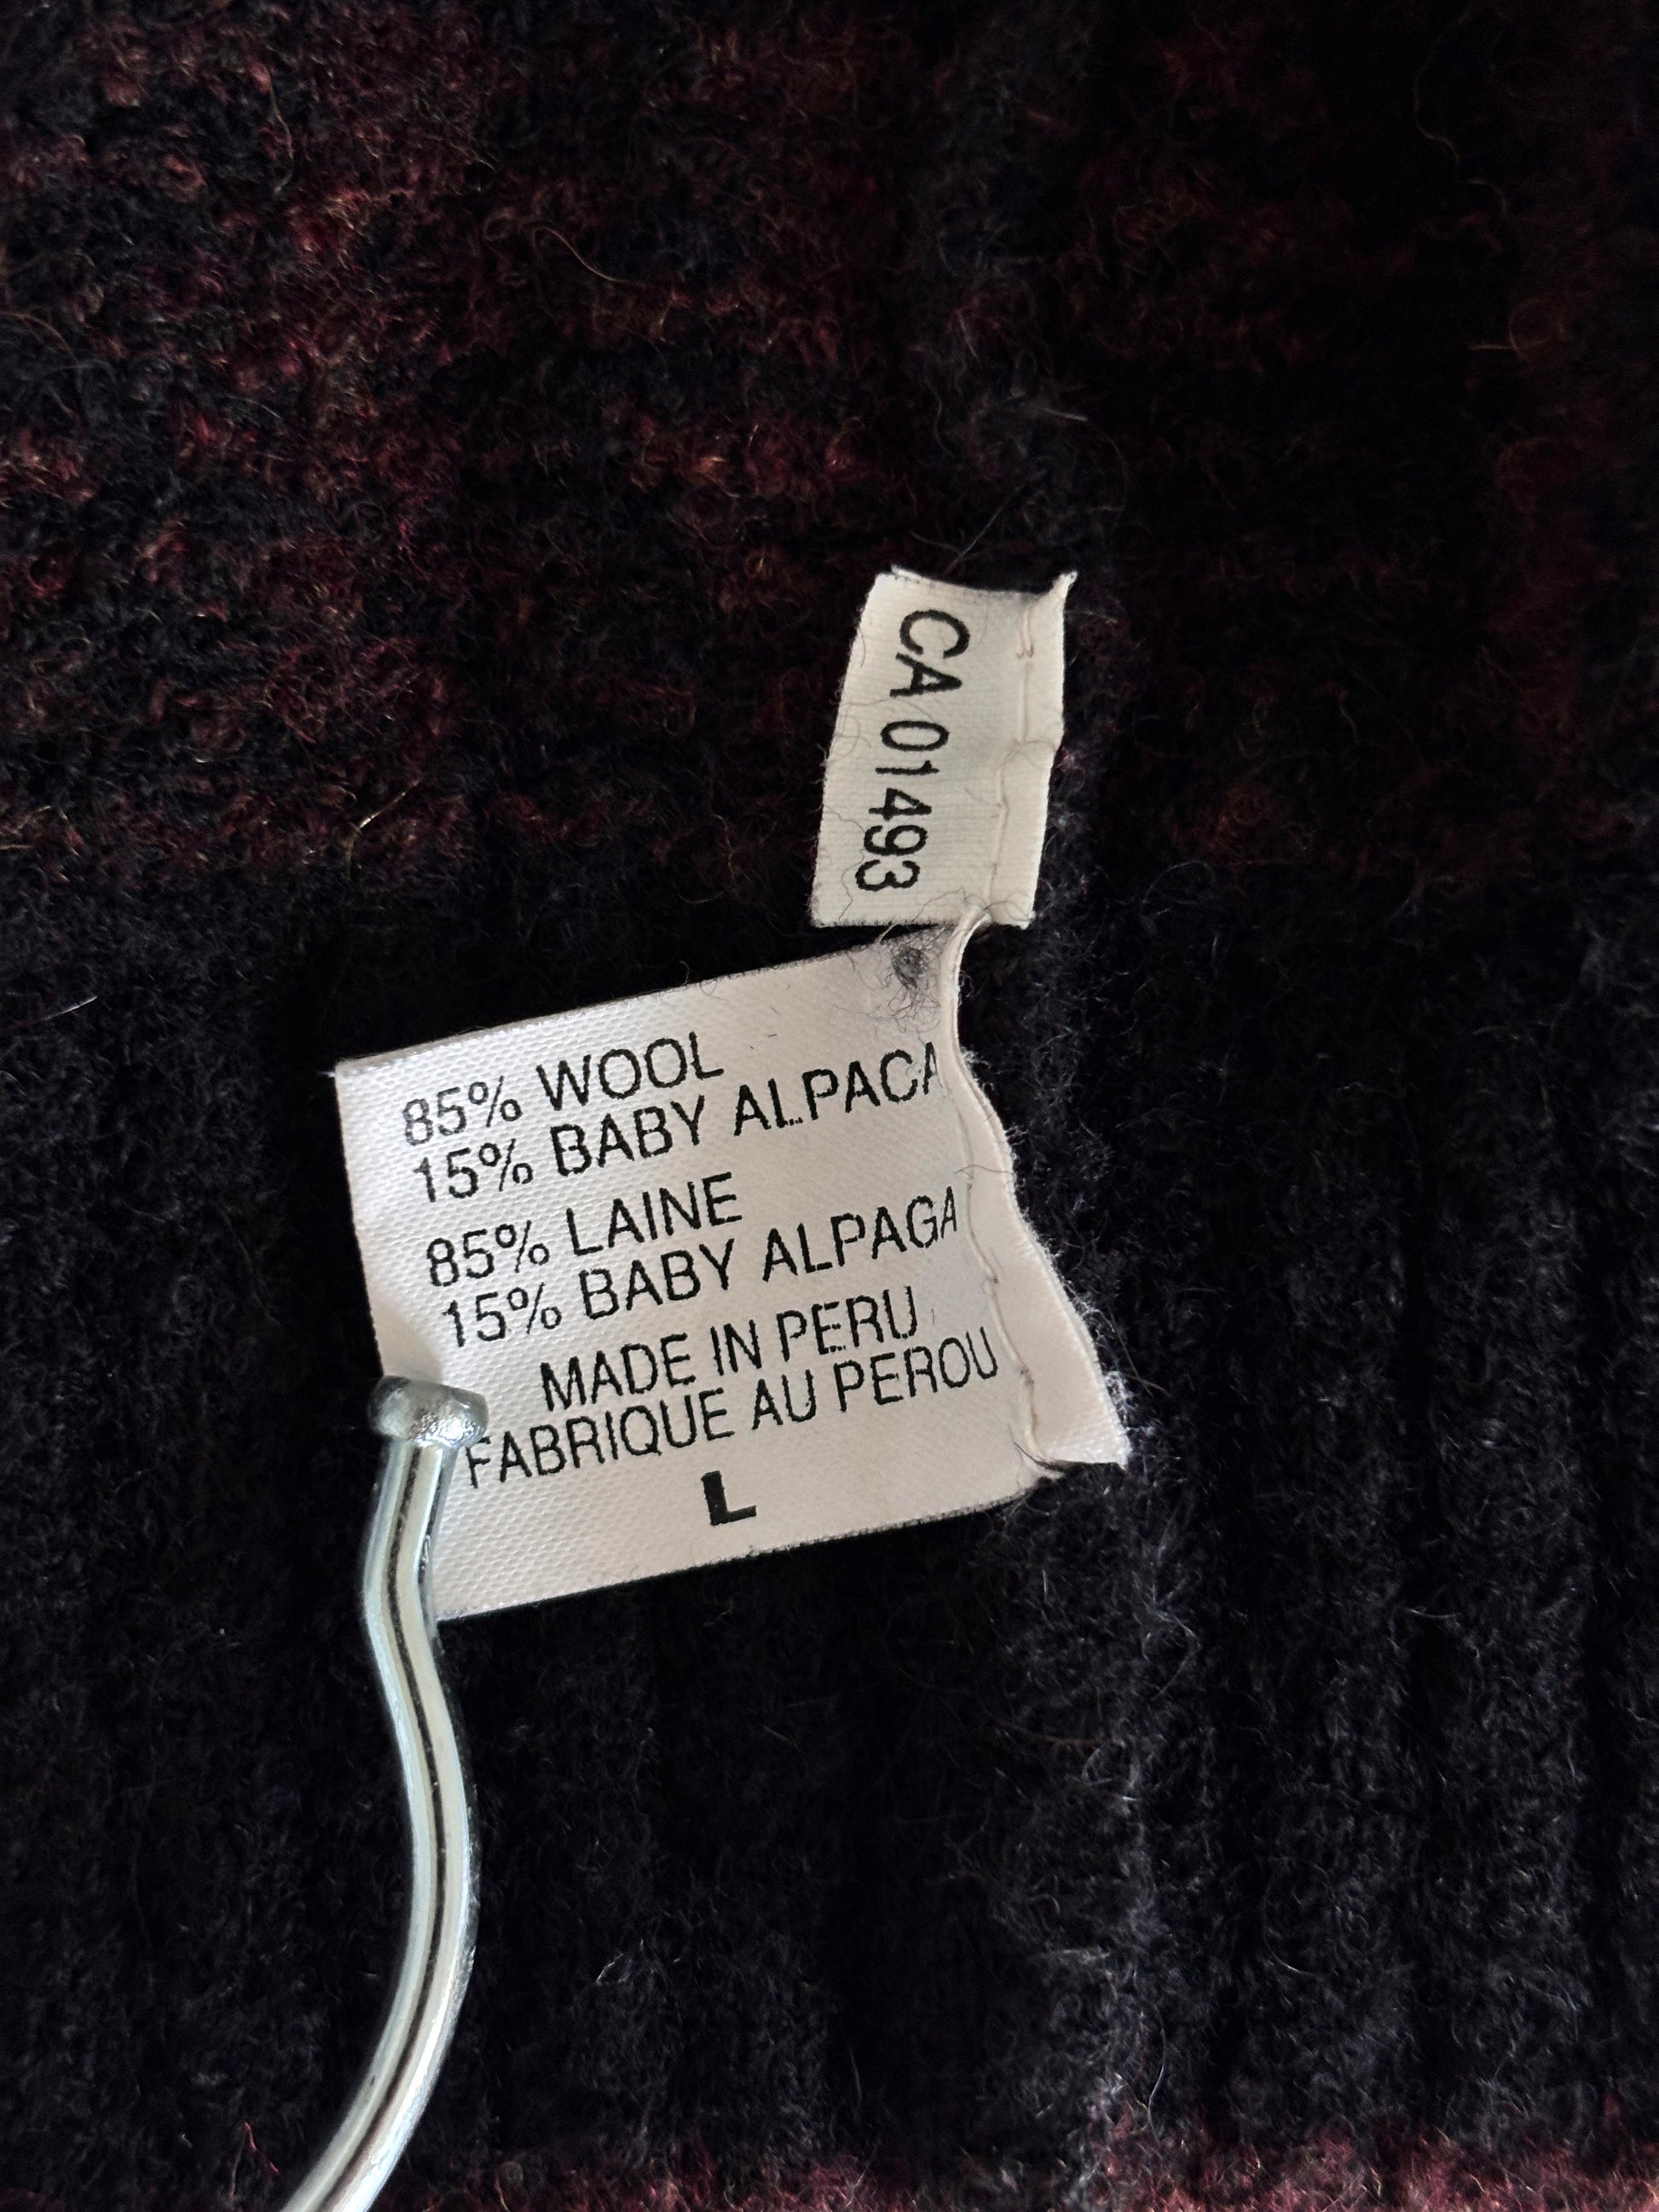 CA 01493
85% WOOL
15% BABY ALPACA
85% LAINE
15% BABY ALPAGA
MADE IN PERU
FABRIQUE AU PEROU
L